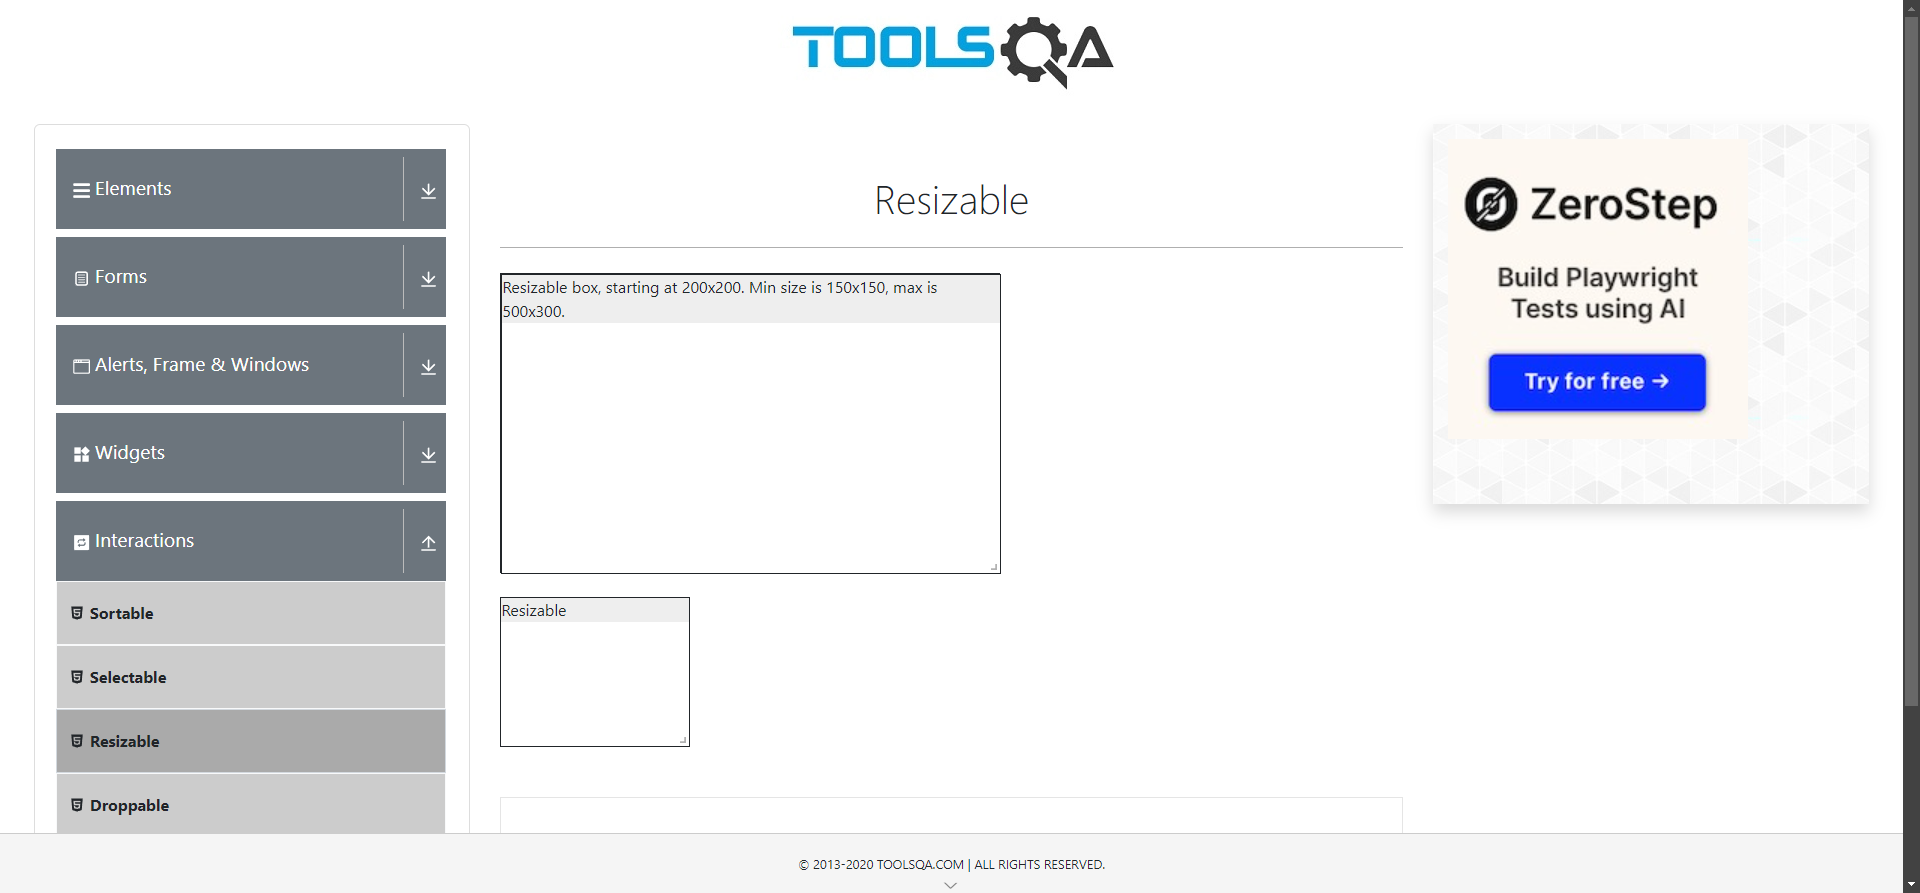 TOOLSQA
Elements
Forms
Alerts, Frame & Windows
Widgets
Interactions
Sortable
Selectable
Resizable
Droppable
Resizable
Resizable box, starting at 200x200. Min size is 150x150, max is
500x300.
Resizable
ZeroStep
Build Playwright
Tests using AI
Try for free →
© 2013-2020 TOOLSQA.COM | ALL RIGHTS RESERVED.